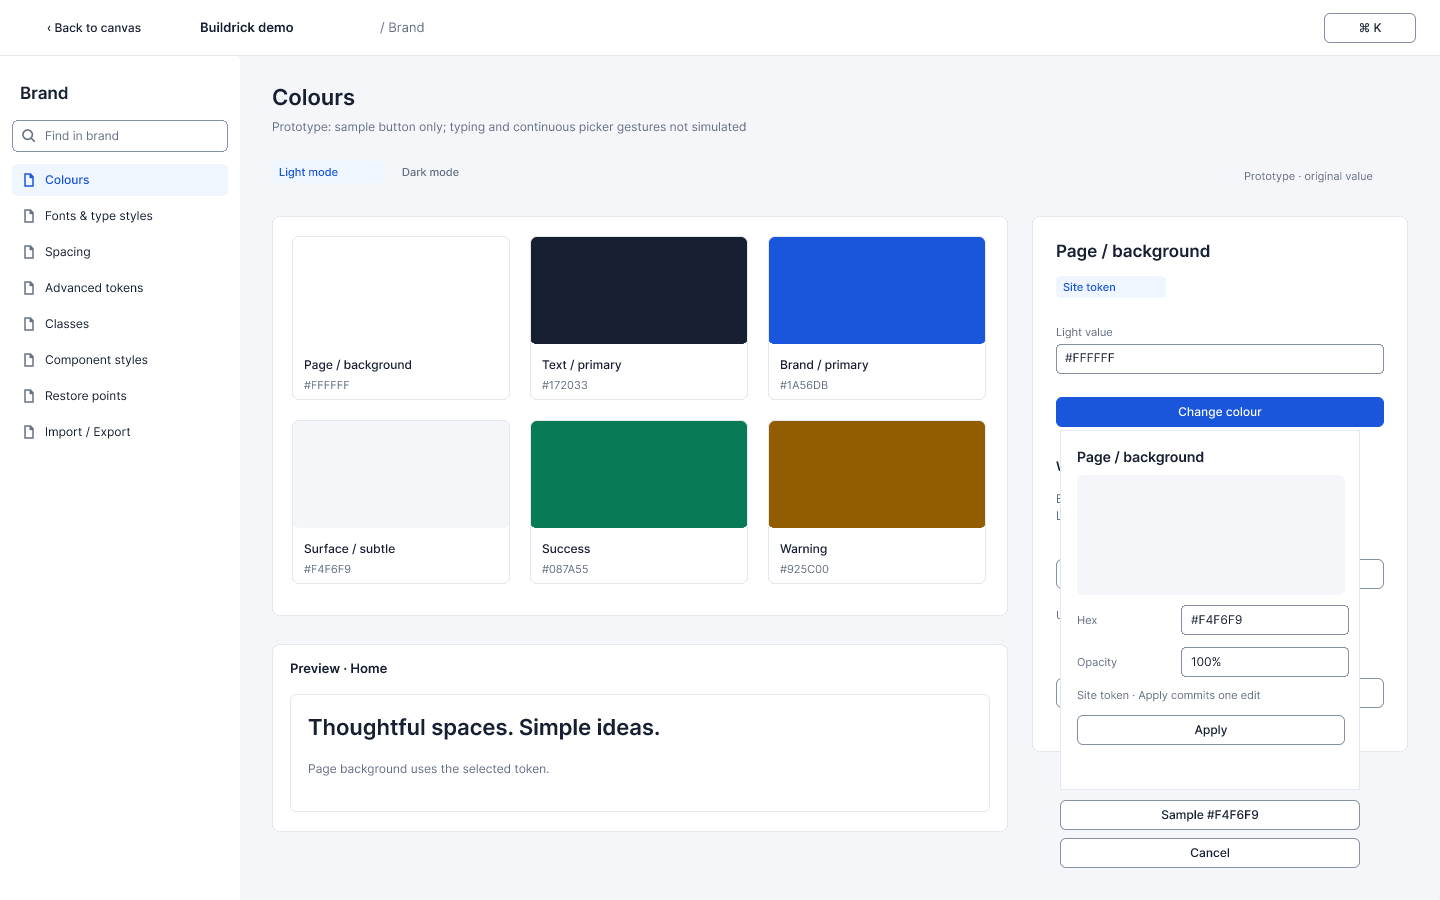 ‹ Back to canvas
Buildrick demo
/ Brand
⌘ K
Brand
Find in brand
Colours
Fonts & type styles
Spacing
Advanced tokens
Classes
Component styles
Restore points
Import / Export
Colours
Prototype: sample button only; typing and continuous picker gestures not simulated
Light mode
Dark mode
Prototype · original value
Page / background
#FFFFFF
Text / primary
#172033
Brand / primary
#1A56DB
Surface / subtle
#F4F6F9
Success
#087A55
Warning
#925C00
Preview · Home
Thoughtful spaces. Simple ideas.
Page background uses the selected token.
Page / background
Site token
Light value
#FFFFFF
Change colour
Page / background
Hex
#F4F6F9
Opacity
100%
Site token · Apply commits one edit
Apply
Sample #F4F6F9
Cancel